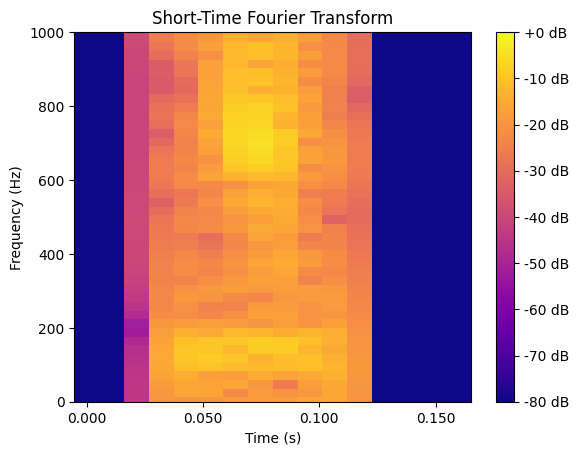 Short-Time Fourier Transform
1000
800
600
400
200
0
Frequency (Hz)
0.000
0.050
0.100
0.150
Time (s)
+0 dB
-10 dB
-20 dB
-30 dB
-40 dB
-50 dB
-60 dB
-70 dB
-80 dB